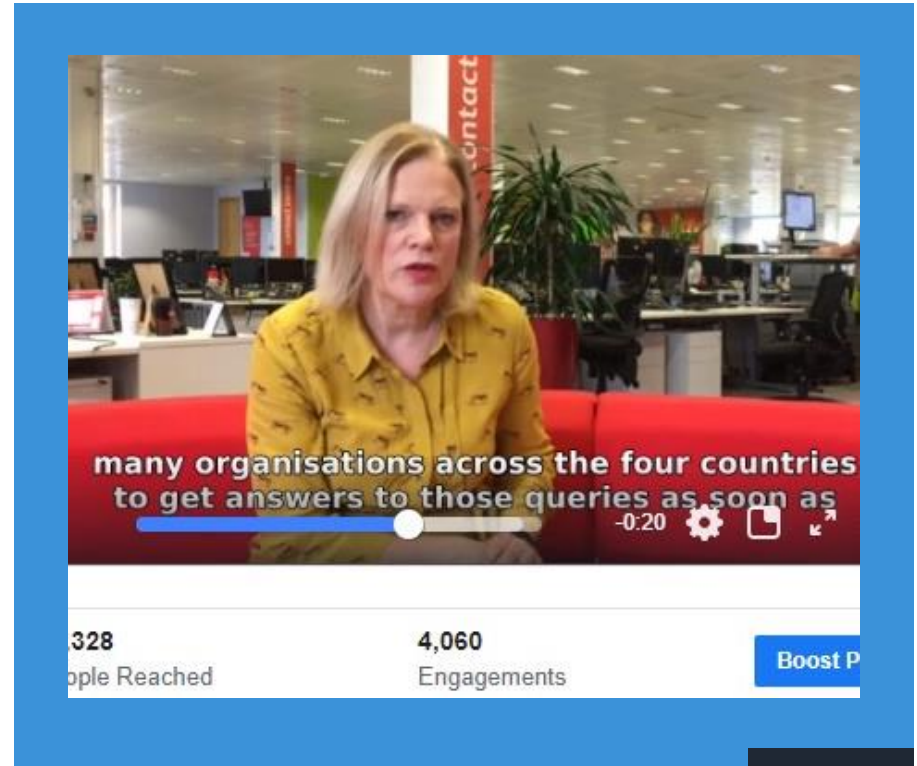 contact
many organisations across the four countries
to get answers to those queries as soon as
-0:20
,328
4,060
ople Reached
Engagements
Boost P